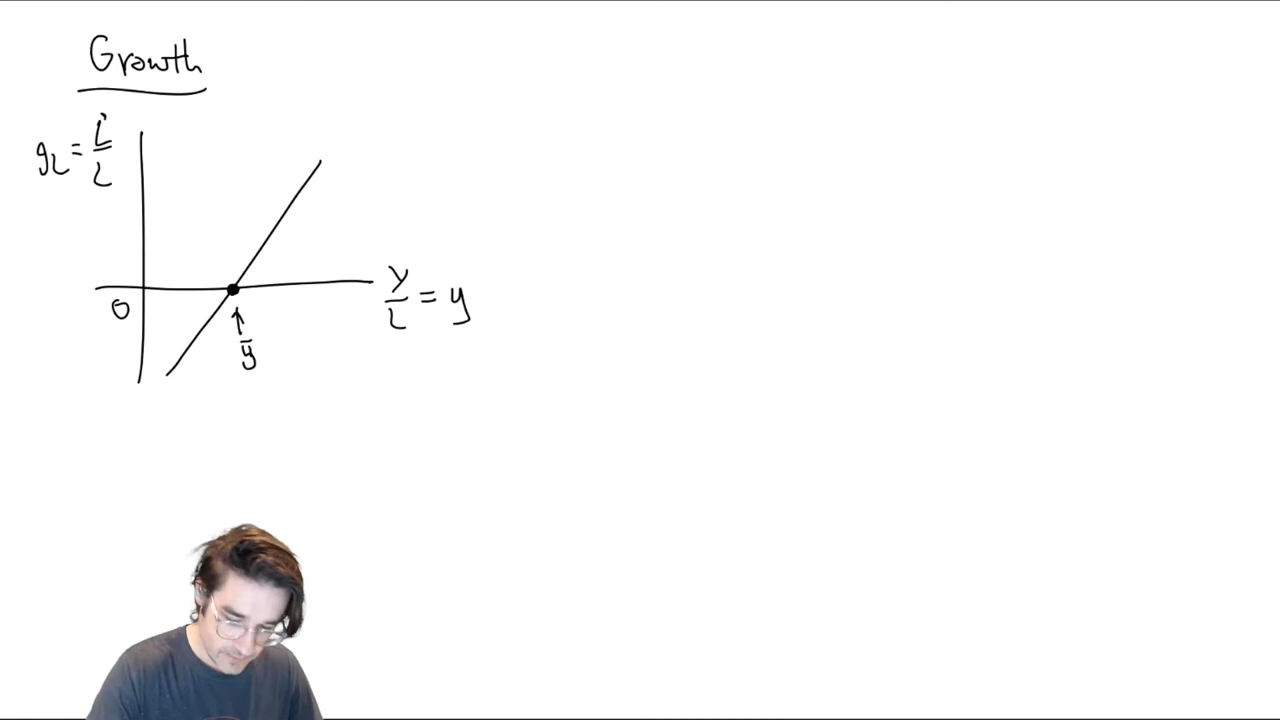 Growth
g_L = L̇/L
0
Y/L = y
ȳ